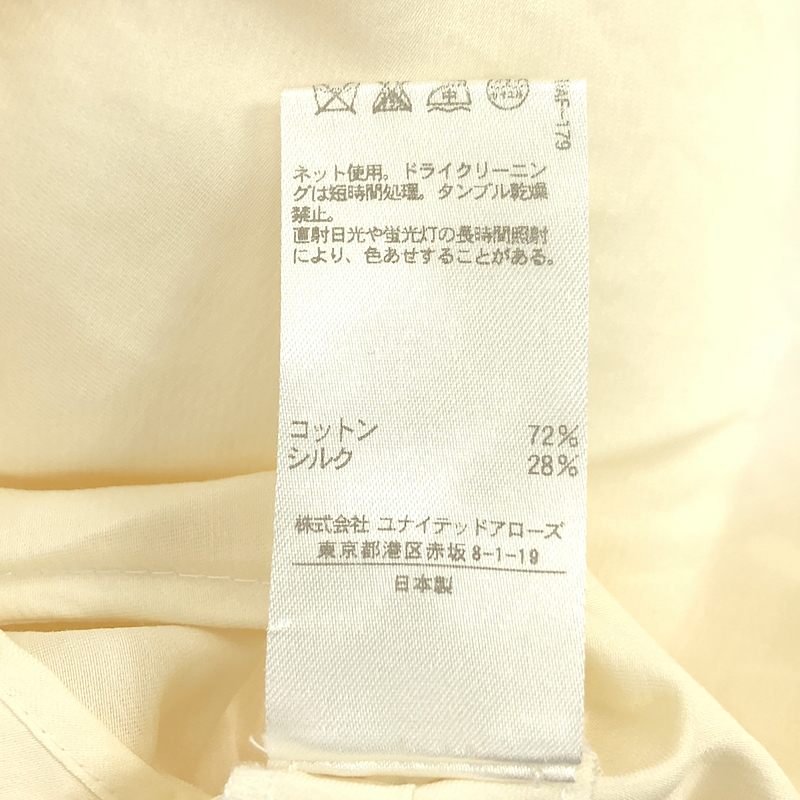 中
ネット使用。ドライクリーニン
グは短時間処理。タンブル乾燥
禁止。
直射日光や蛍光灯の長時間照射
により、色あせすることがある。
コットン 72%
シルク 28%
株式会社 ユナイテッドアローズ
東京都港区赤坂8-1-19
日本製